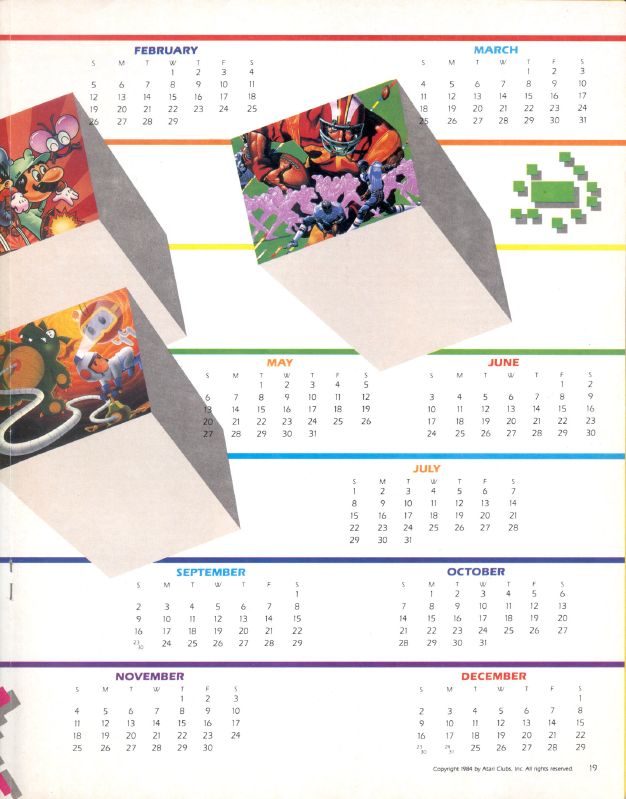 FEBRUARY
S M T W T F S
1 2 3 4
5 6 7 8 9 10 11
12 13 14 15 16 17 18
19 20 21 22 23 24 25
26 27 28 29
MARCH
S M T W T F S
1 2 3
4 5 6 7 8 9 10
11 12 13 14 15 16 17
18 19 20 21 22 23 24
25 26 27 28 29 30 31
MAY
S M T W T F S
1 2 3 4 5
6 7 8 9 10 11 12
13 14 15 16 17 18 19
20 21 22 23 24 25 26
27 28 29 30 31
JUNE
S M T W T F S
1 2
3 4 5 6 7 8 9
10 11 12 13 14 15 16
17 18 19 20 21 22 23
24 25 26 27 28 29 30
JULY
S M T W T F S
1 2 3 4 5 6 7
8 9 10 11 12 13 14
15 16 17 18 19 20 21
22 23 24 25 26 27 28
29 30 31
SEPTEMBER
S M T W T F S
1
2 3 4 5 6 7 8
9 10 11 12 13 14 15
16 17 18 19 20 21 22
23/30 24 25 26 27 28 29
OCTOBER
S M T W T F S
1 2 3 4 5 6
7 8 9 10 11 12 13
14 15 16 17 18 19 20
21 22 23 24 25 26 27
28 29 30 31
NOVEMBER
S M T W T F S
1 2 3
4 5 6 7 8 9 10
11 12 13 14 15 16 17
18 19 20 21 22 23 24
25 26 27 28 29 30
DECEMBER
S M T W T F S
1
2 3 4 5 6 7 8
9 10 11 12 13 14 15
16 17 18 19 20 21 22
23/30 24/31 25 26 27 28 29
Copyright 1984 by Atari Clubs, Inc. All rights reserved. 19